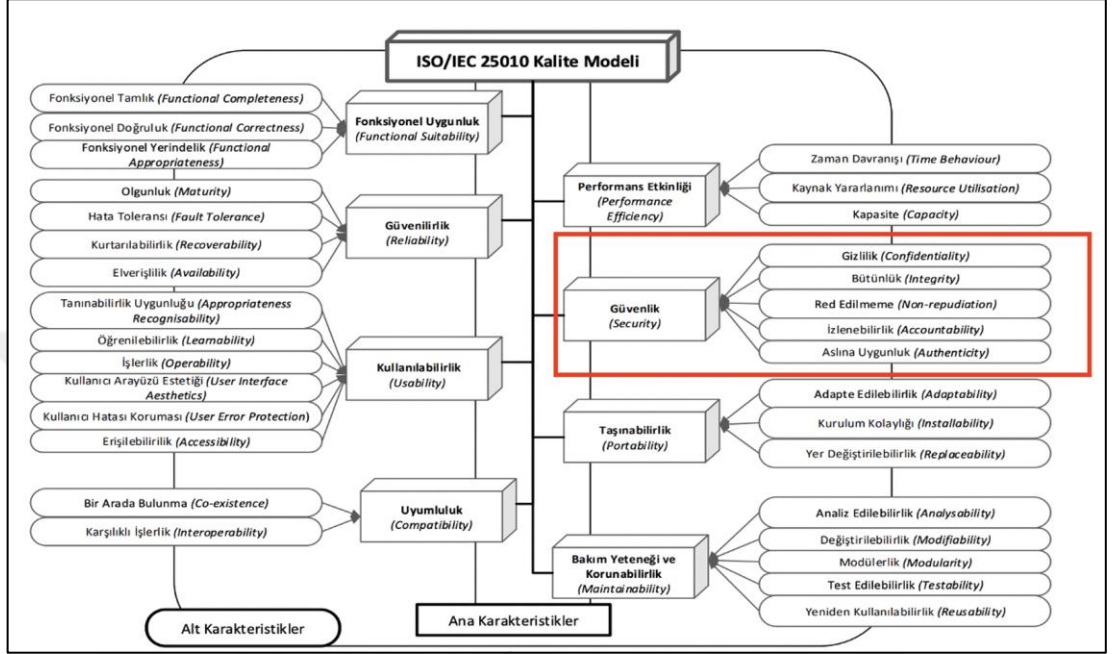 ISO/IEC 25010 Kalite Modeli
Fonksiyonel Tamlık (Functional Completeness)
Fonksiyonel Doğruluk (Functional Correctness)
Fonksiyonel Yerindelik (Functional
Appropriateness)
Fonksiyonel Uygunluk
(Functional Suitability)
Olgunluk (Maturity)
Hata Toleransı (Fault Tolerance)
Kurtarılabilirlik (Recoverability)
Elverişlilik (Availability)
Güvenilirlik
(Reliability)
Tanınabilirlik Uygunluğu (Appropriateness
Recognisability)
Öğrenilebilirlik (Learnability)
İşlerlik (Operability)
Kullanıcı Arayüzü Estetiği (User Interface
Aesthetics)
Kullanıcı Hatası Koruması (User Error Protection)
Erişilebilirilik (Accessibility)
Kullanılabilirlik
(Usability)
Bir Arada Bulunma (Co-existence)
Karşılıklı İşlerlik (Interoperability)
Uyumluluk
(Compatibility)
Performans Etkinliği
(Performance
Efficiency)
Zaman Davranışı (Time Behaviour)
Kaynak Yararlanımı (Resource Utilisation)
Kapasite (Capacity)
Güvenlik
(Security)
Gizlilik (Confidentiality)
Bütünlük (Integrity)
Red Edilmeme (Non-repudiation)
İzlenebilirlik (Accountability)
Aslına Uygunluk (Authenticity)
Taşınabilirlik
(Portability)
Adapte Edilebilirlik (Adaptability)
Kurulum Kolaylığı (Installability)
Yer Değiştirilebilirlik (Replaceability)
Bakım Yeteneği ve
Korunabilirlik
(Maintainability)
Analiz Edilebilirlik (Analysability)
Değiştirilebilirlik (Modifiability)
Modülerlik (Modularity)
Test Edilebilirlik (Testability)
Yeniden Kullanılabilirlik (Reusability)
Alt Karakteristikler
Ana Karakteristikler